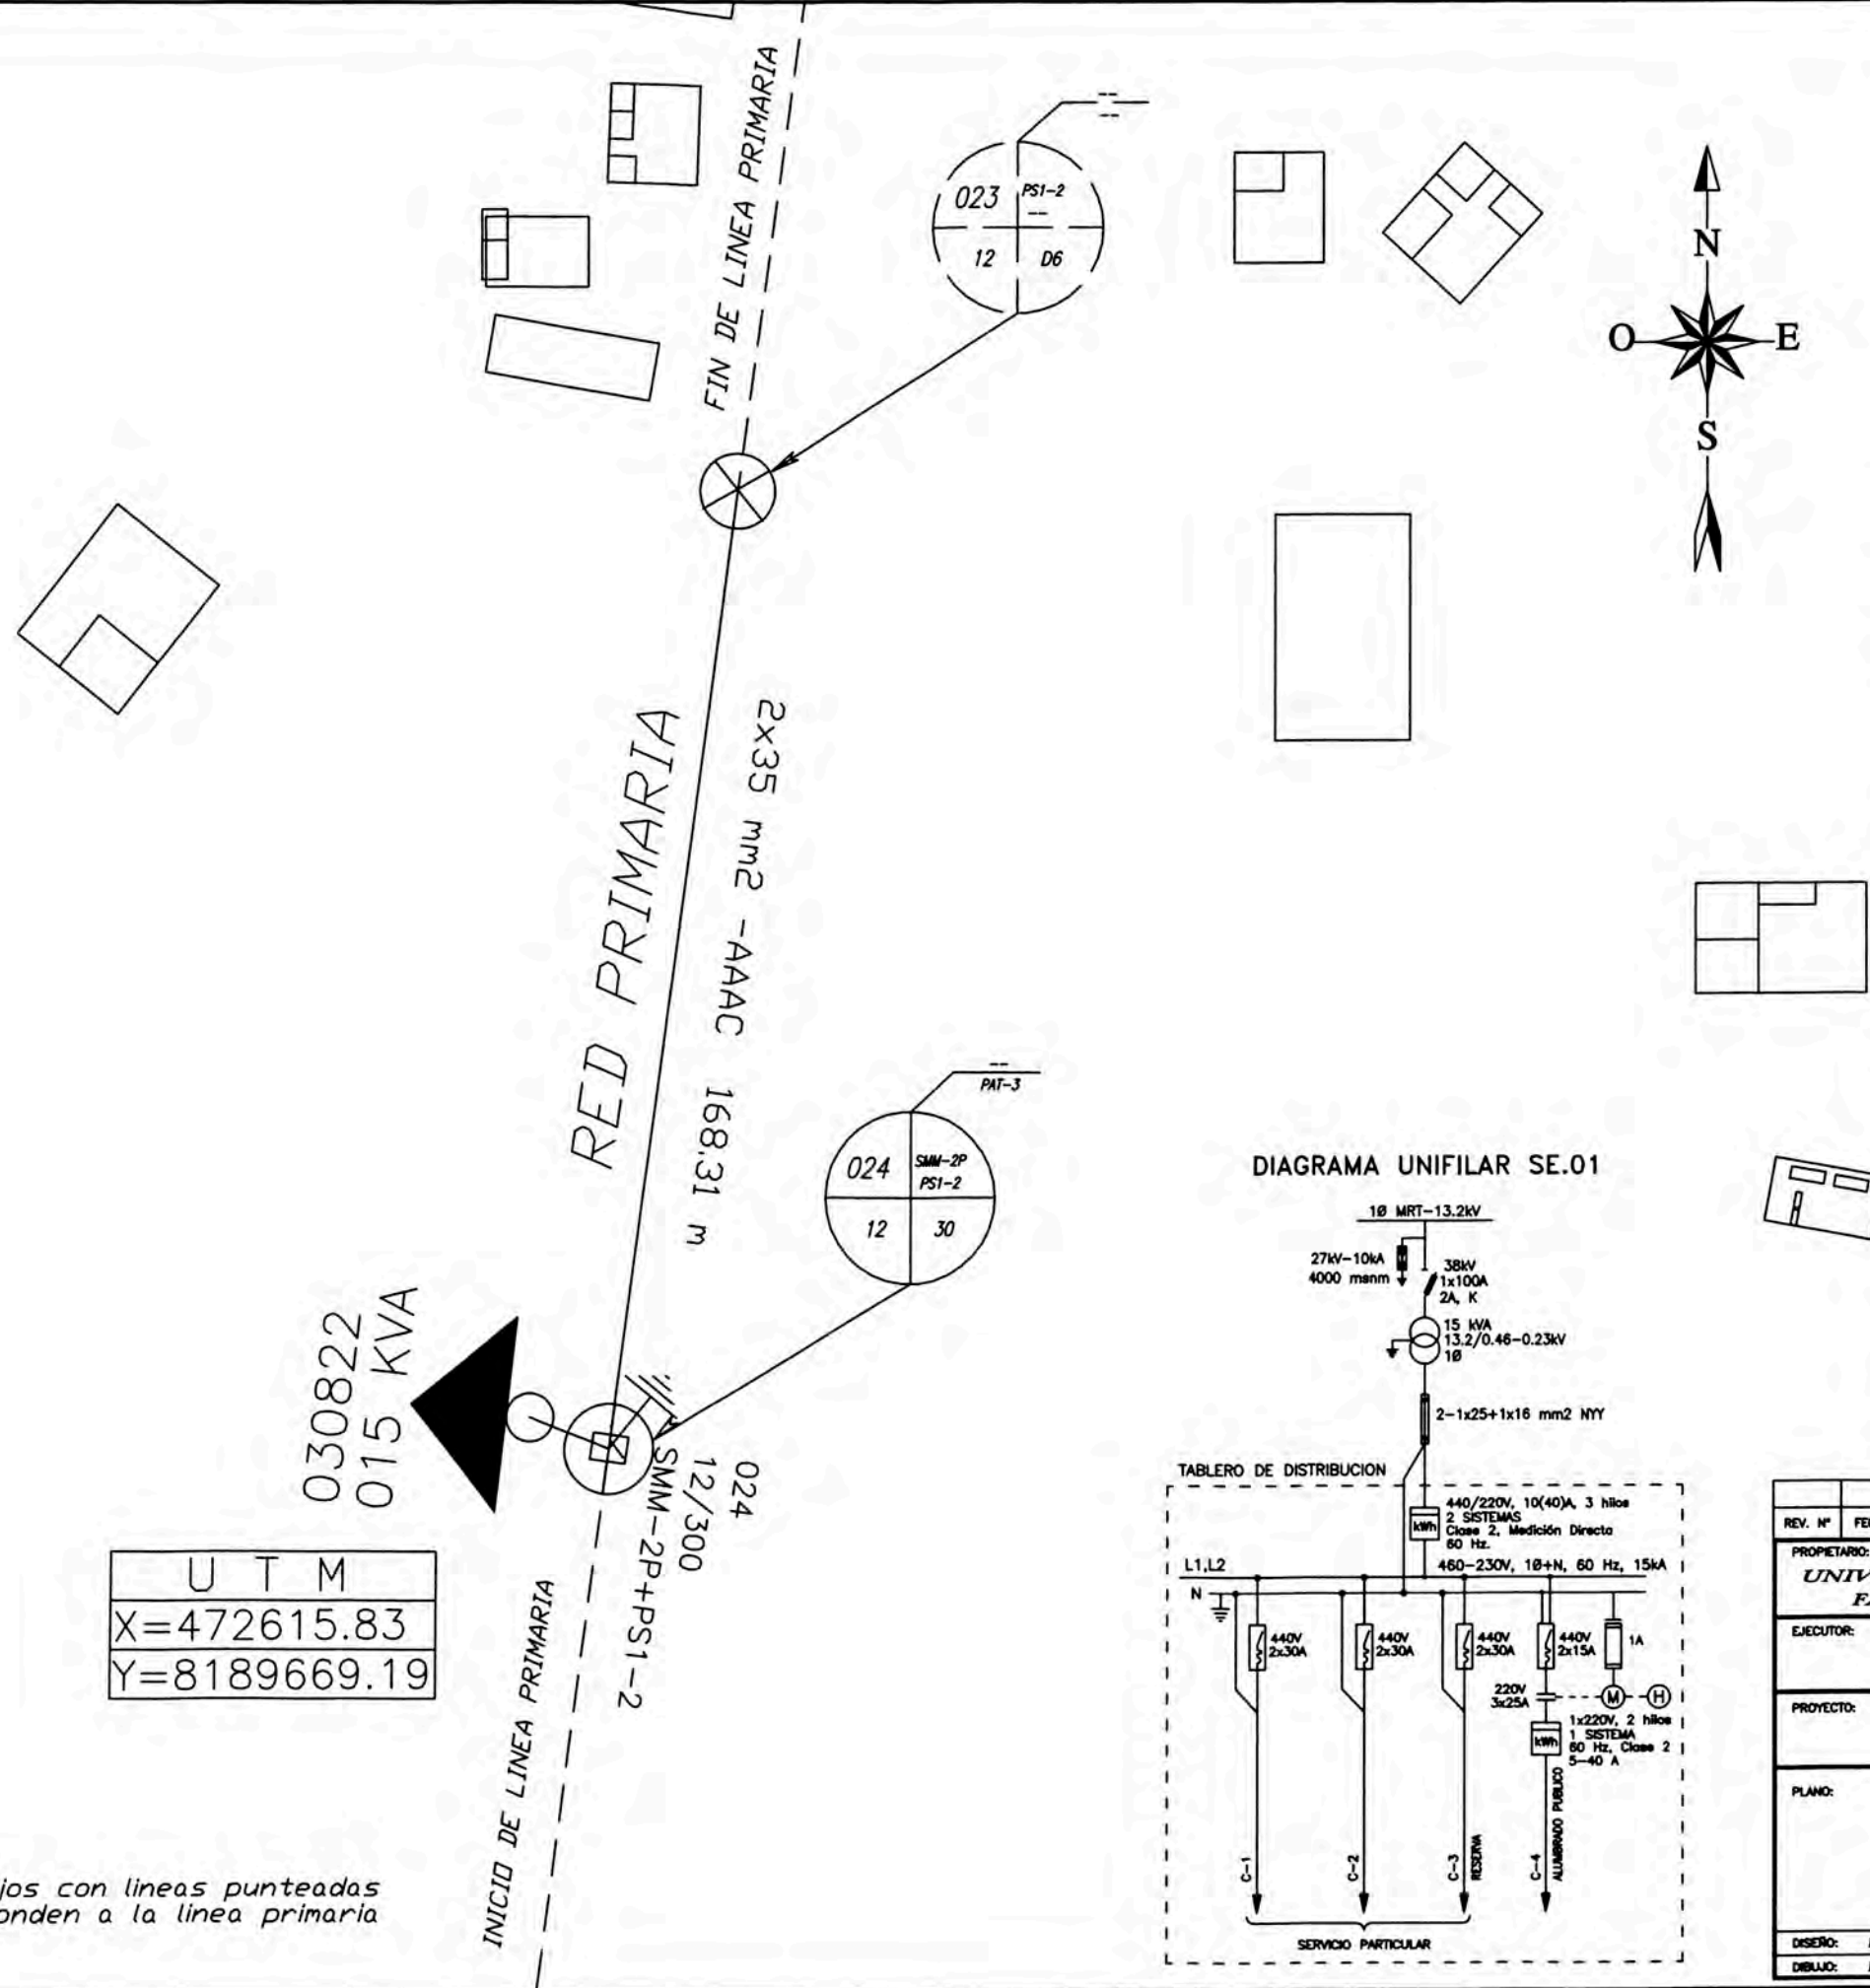 FIN DE LINEA PRIMARIA
--
--
023
PS1-2
--
12
D6
N
O
E
S
RED PRIMARIA
2x35 mm2 -AAAC 168.31 m
--
PAT-3
024
SMM-2P
PS1-2
12
30
030822
015 KVA
024
12/300
SMM-2P+PS1-2
U T M
X=472615.83
Y=8189669.19
INICIO DE LINEA PRIMARIA
jos con lineas punteadas
onden a la linea primaria
DIAGRAMA UNIFILAR SE.01
1Ø MRT-13.2kV
27kV-10kA
4000 msnm
38kV
1x100A
2A, K
15 kVA
13.2/0.46-0.23kV
1Ø
2-1x25+1x16 mm2 NYY
TABLERO DE DISTRIBUCION
440/220V, 10(40)A, 3 hilos
2 SISTEMAS
Clase 2, Medición Directa
60 Hz.
kWh
L1,L2
460-230V, 1Ø+N, 60 Hz, 15kA
N
440V
2x30A
440V
2x30A
440V
2x30A
440V
2x15A
1A
220V
3x25A
M
H
1x220V, 2 hilos
1 SISTEMA
60 Hz, Clase 2
5-40 A
kWh
C-1
C-2
C-3
RESERVA
C-4
ALUMBRADO PUBLICO
SERVICIO PARTICULAR
REV. Nº
PROPIETARIO:
UNIV
EJECUTOR:
PROYECTO:
PLANO:
DISEÑO:
DIBUJO: